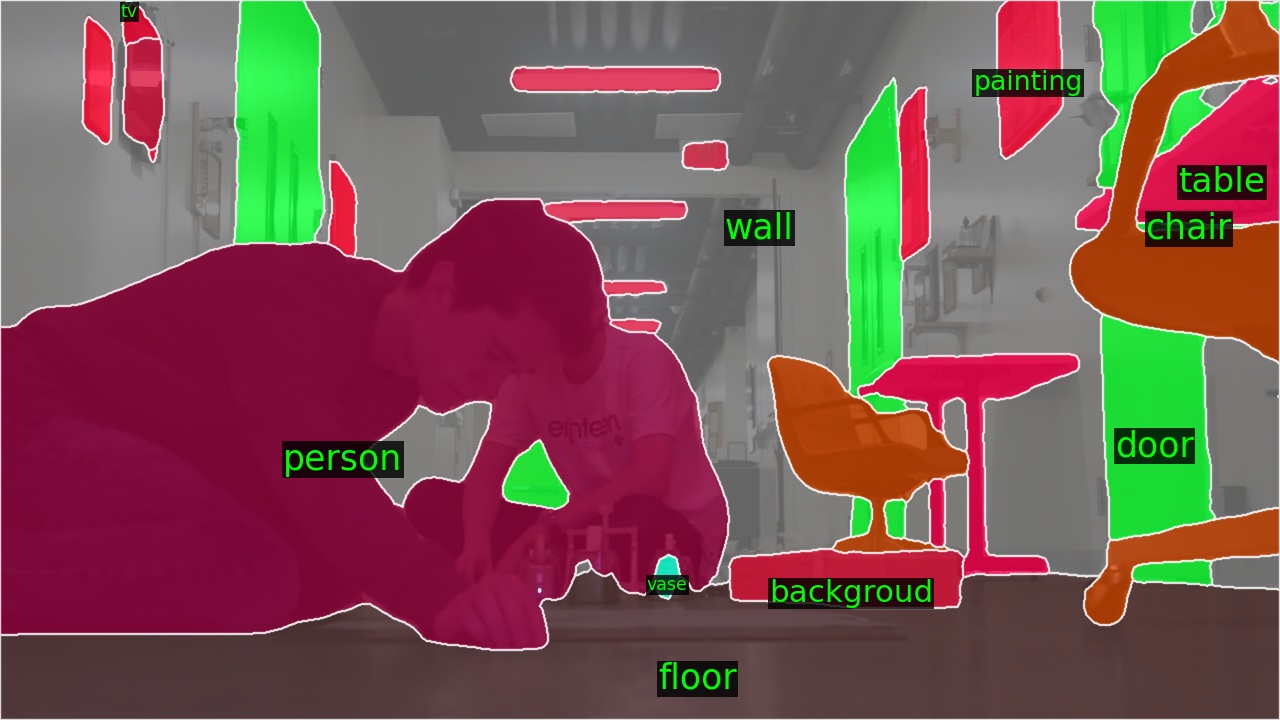 tv
painting
table
wall
chair
door
person
vase
backgroud
floor